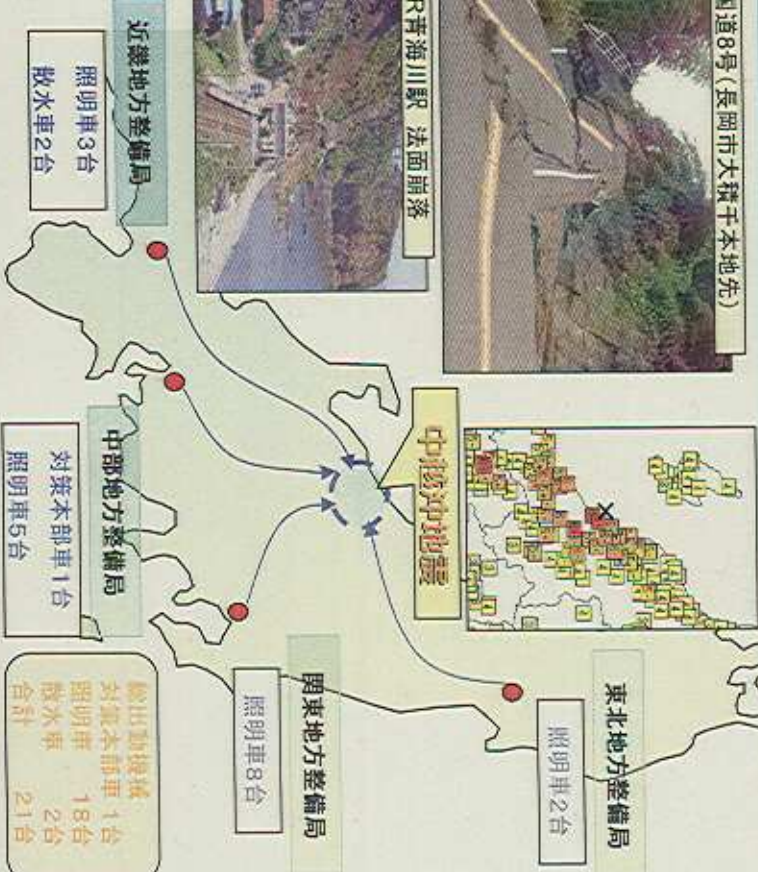 国道8号(長岡市大積千本地先)
R青海川駅 法面崩落
中越沖地震
東北地方整備局
照明車2台
関東地方整備局
照明車8台
中部地方整備局
対策本部車1台
照明車5台
近畿地方整備局
照明車3台
散水車2台
総出動機械
対策本部車 1台
照明車 18台
散水車 2台
合計 21台